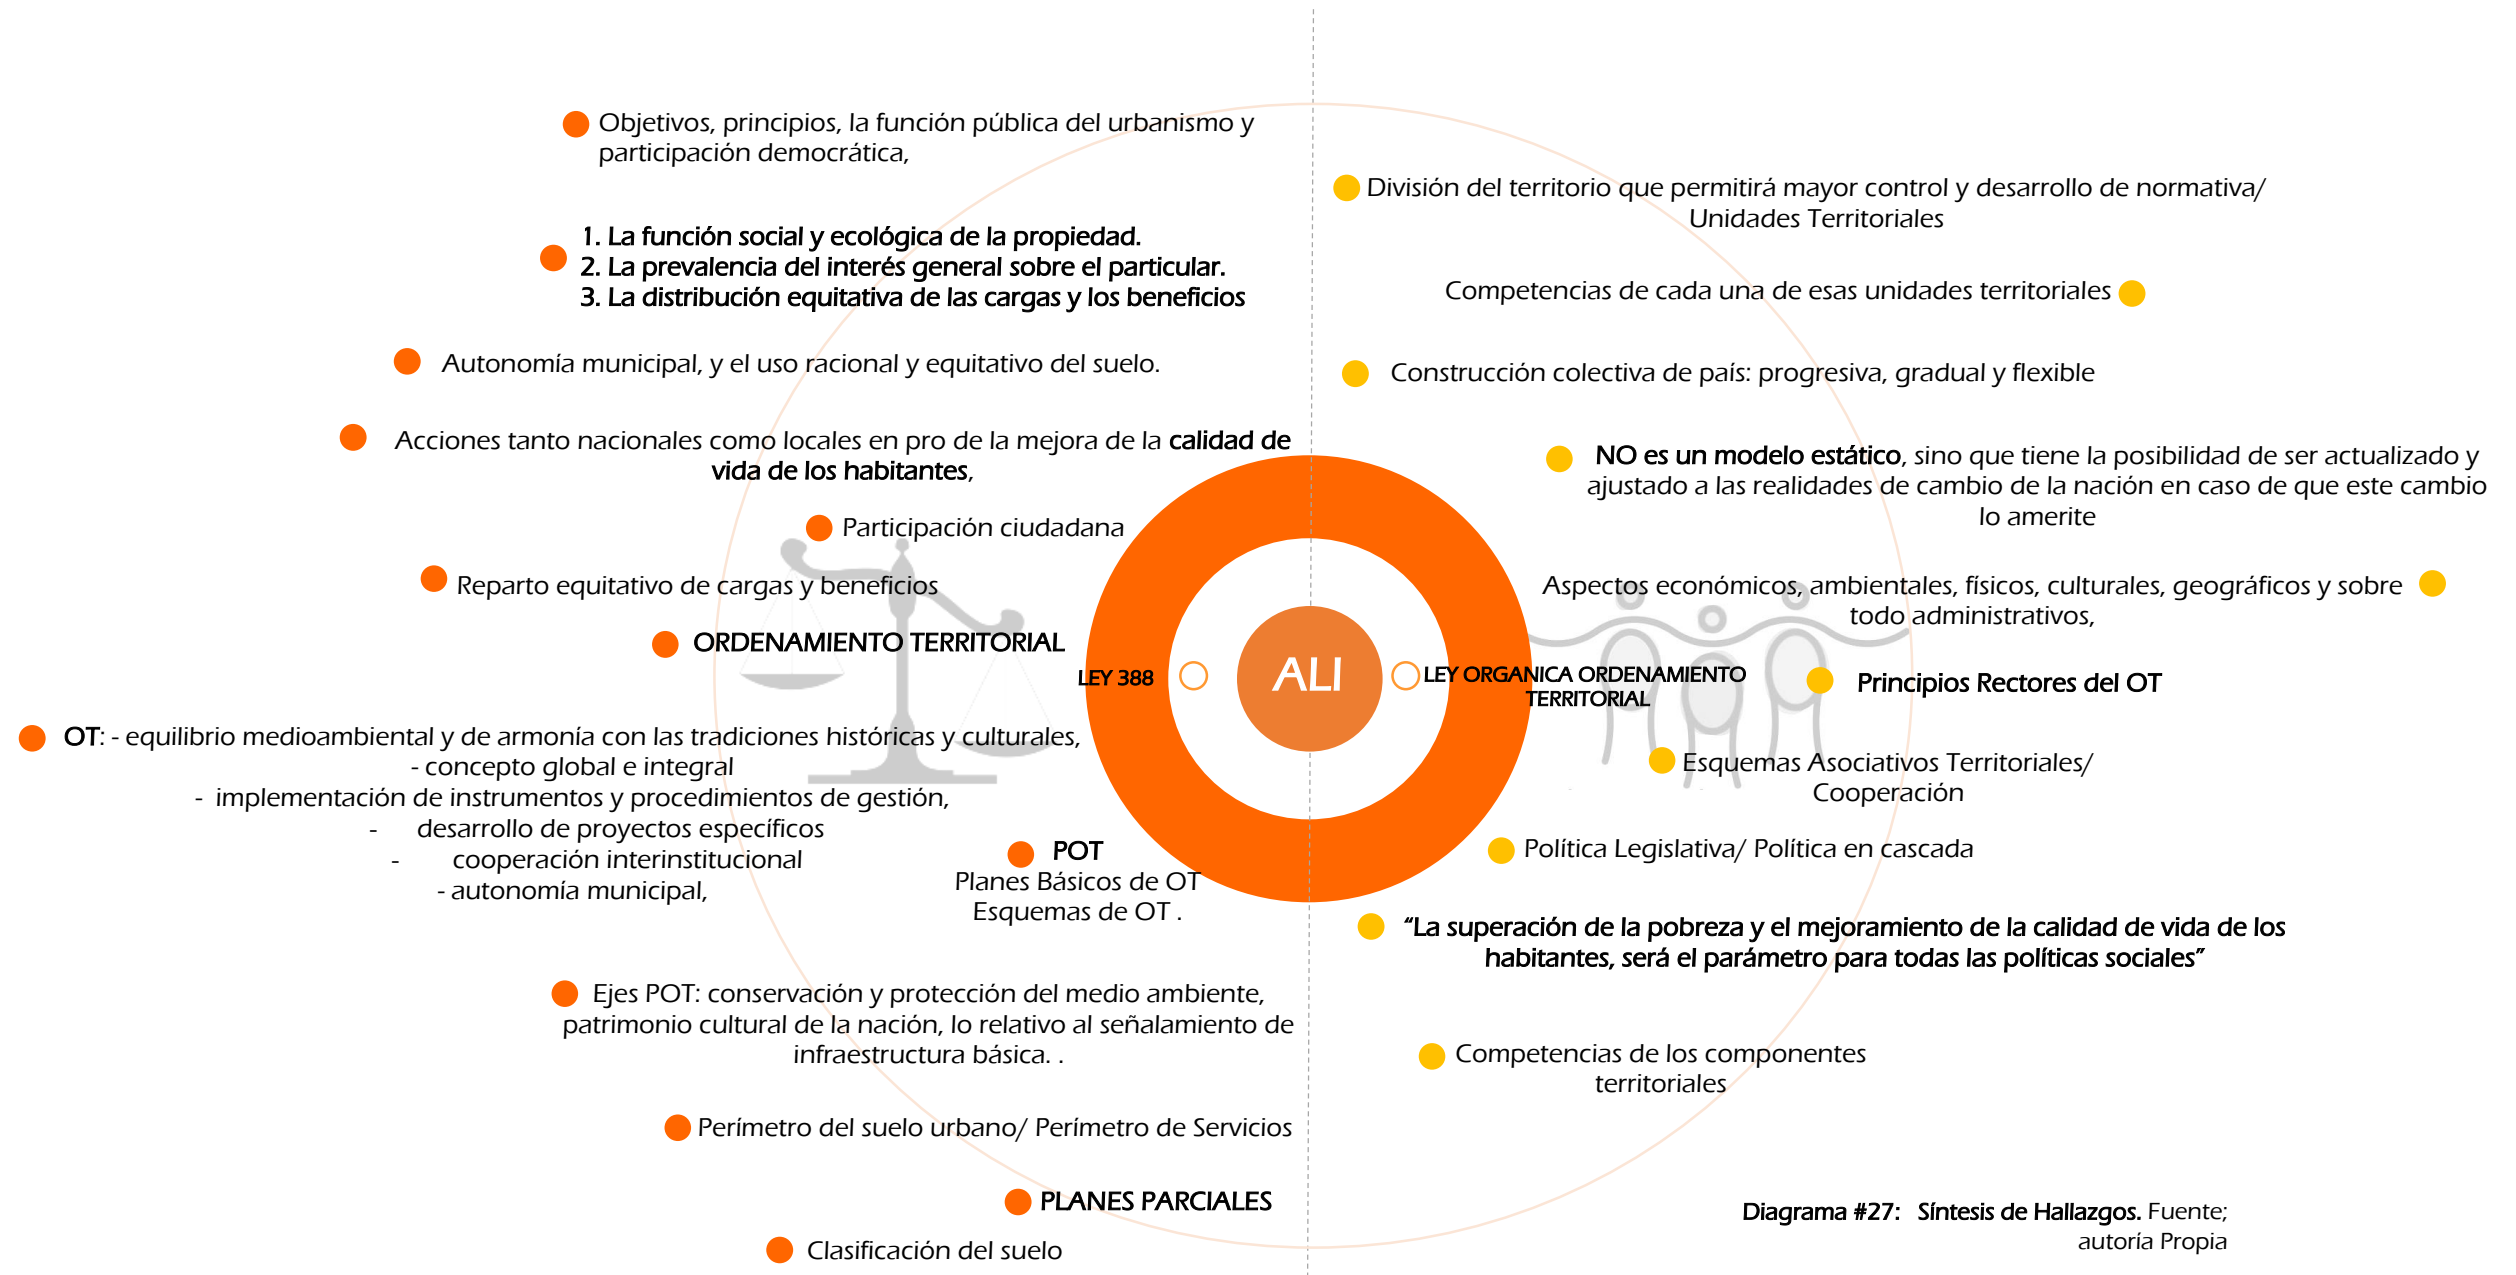 Objetivos, principios, la función pública del urbanismo y
participación democrática,
1. La función social y ecológica de la propiedad.
2. La prevalencia del interés general sobre el particular.
3. La distribución equitativa de las cargas y los beneficios
Autonomía municipal, y el uso racional y equitativo del suelo.
Acciones tanto nacionales como locales en pro de la mejora de la calidad de
vida de los habitantes,
Participación ciudadana
Reparto equitativo de cargas y beneficios
ORDENAMIENTO TERRITORIAL
LEY 388
OT: - equilibrio medioambiental y de armonía con las tradiciones históricas y culturales,
- concepto global e integral
- implementación de instrumentos y procedimientos de gestión,
- desarrollo de proyectos específicos
- cooperación interinstitucional
- autonomía municipal,
POT
Planes Básicos de OT
Esquemas de OT .
Ejes POT: conservación y protección del medio ambiente,
patrimonio cultural de la nación, lo relativo al señalamiento de
infraestructura básica. .
Perímetro del suelo urbano/ Perímetro de Servicios
PLANES PARCIALES
Clasificación del suelo
ALI
División del territorio que permitirá mayor control y desarrollo de normativa/
Unidades Territoriales
Competencias de cada una de esas unidades territoriales
Construcción colectiva de país: progresiva, gradual y flexible
NO es un modelo estático, sino que tiene la posibilidad de ser actualizado y
ajustado a las realidades de cambio de la nación en caso de que este cambio
lo amerite
Aspectos económicos, ambientales, físicos, culturales, geográficos y sobre
todo administrativos,
LEY ORGANICA ORDENAMIENTO
TERRITORIAL
Principios Rectores del OT
Esquemas Asociativos Territoriales/
Cooperación
Política Legislativa/ Política en cascada
“La superación de la pobreza y el mejoramiento de la calidad de vida de los
habitantes, será el parámetro para todas las políticas sociales”
Competencias de los componentes
territoriales
Diagrama #27: Síntesis de Hallazgos. Fuente;
autoría Propia